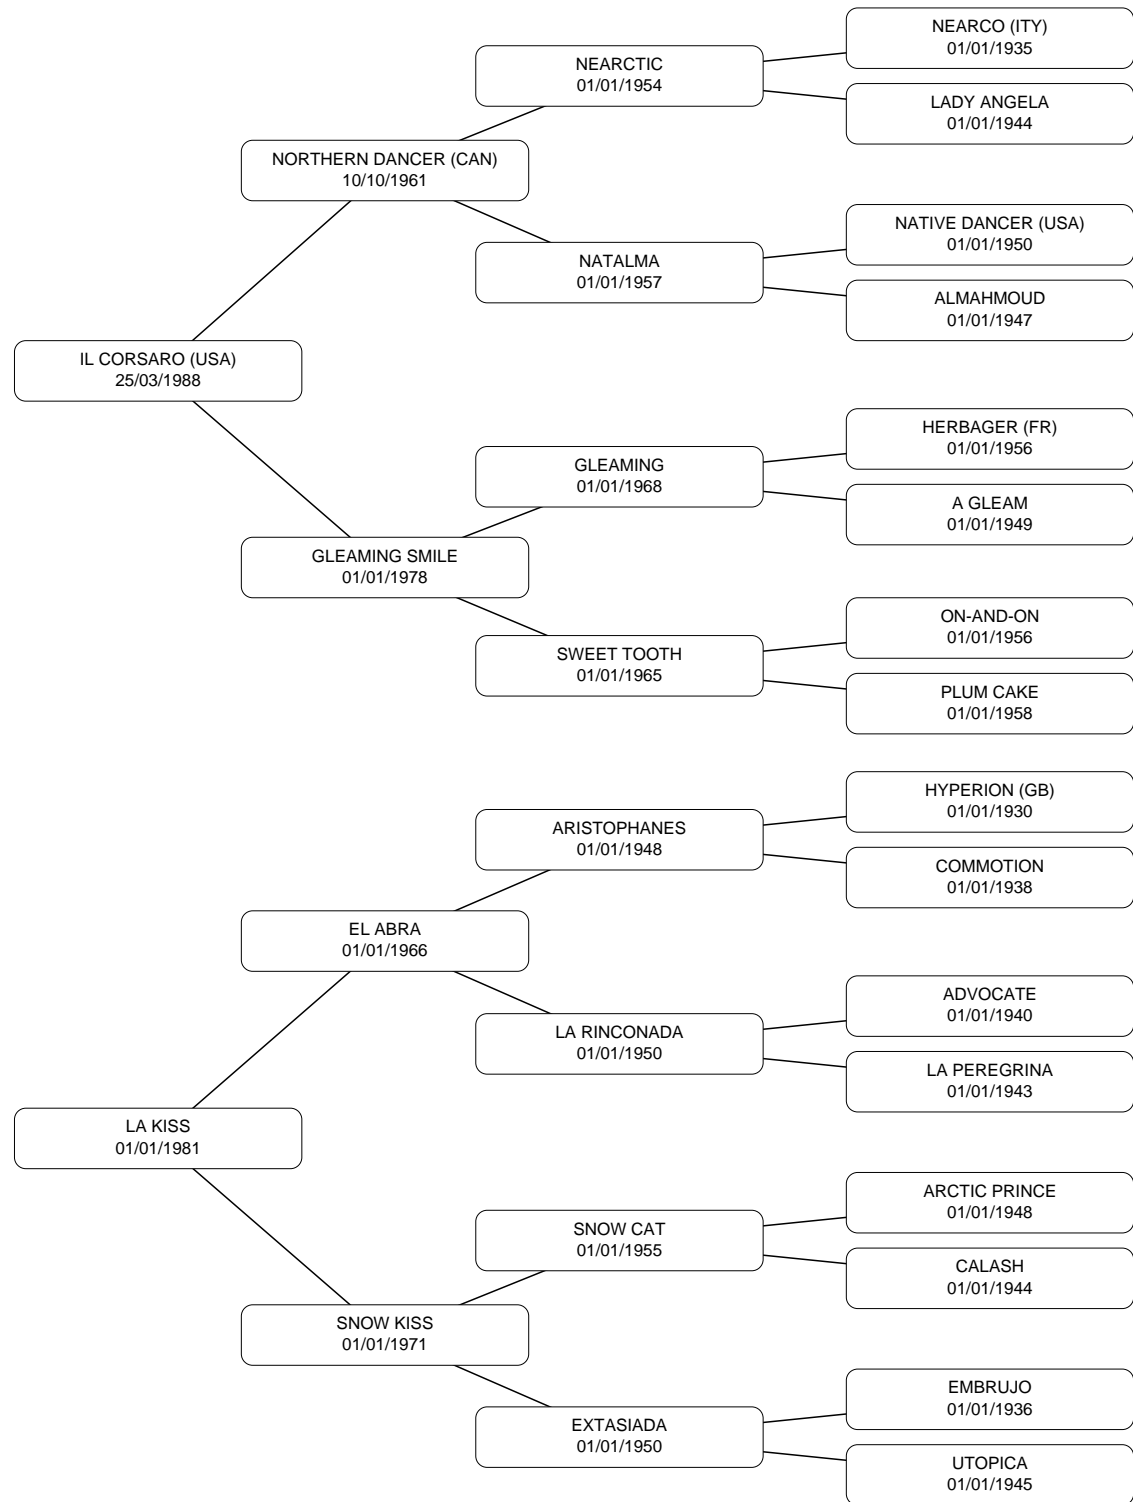 NEARCO (ITY)
01/01/1935
NEARCTIC
01/01/1954
LADY ANGELA
01/01/1944
NORTHERN DANCER (CAN)
10/10/1961
NATIVE DANCER (USA)
01/01/1950
NATALMA
01/01/1957
ALMAHMOUD
01/01/1947
IL CORSARO (USA)
25/03/1988
HERBAGER (FR)
01/01/1956
GLEAMING
01/01/1968
A GLEAM
01/01/1949
GLEAMING SMILE
01/01/1978
ON-AND-ON
01/01/1956
SWEET TOOTH
01/01/1965
PLUM CAKE
01/01/1958
HYPERION (GB)
01/01/1930
ARISTOPHANES
01/01/1948
COMMOTION
01/01/1938
EL ABRA
01/01/1966
ADVOCATE
01/01/1940
LA RINCONADA
01/01/1950
LA PEREGRINA
01/01/1943
LA KISS
01/01/1981
ARCTIC PRINCE
01/01/1948
SNOW CAT
01/01/1955
CALASH
01/01/1944
SNOW KISS
01/01/1971
EMBRUJO
01/01/1936
EXTASIADA
01/01/1950
UTOPICA
01/01/1945